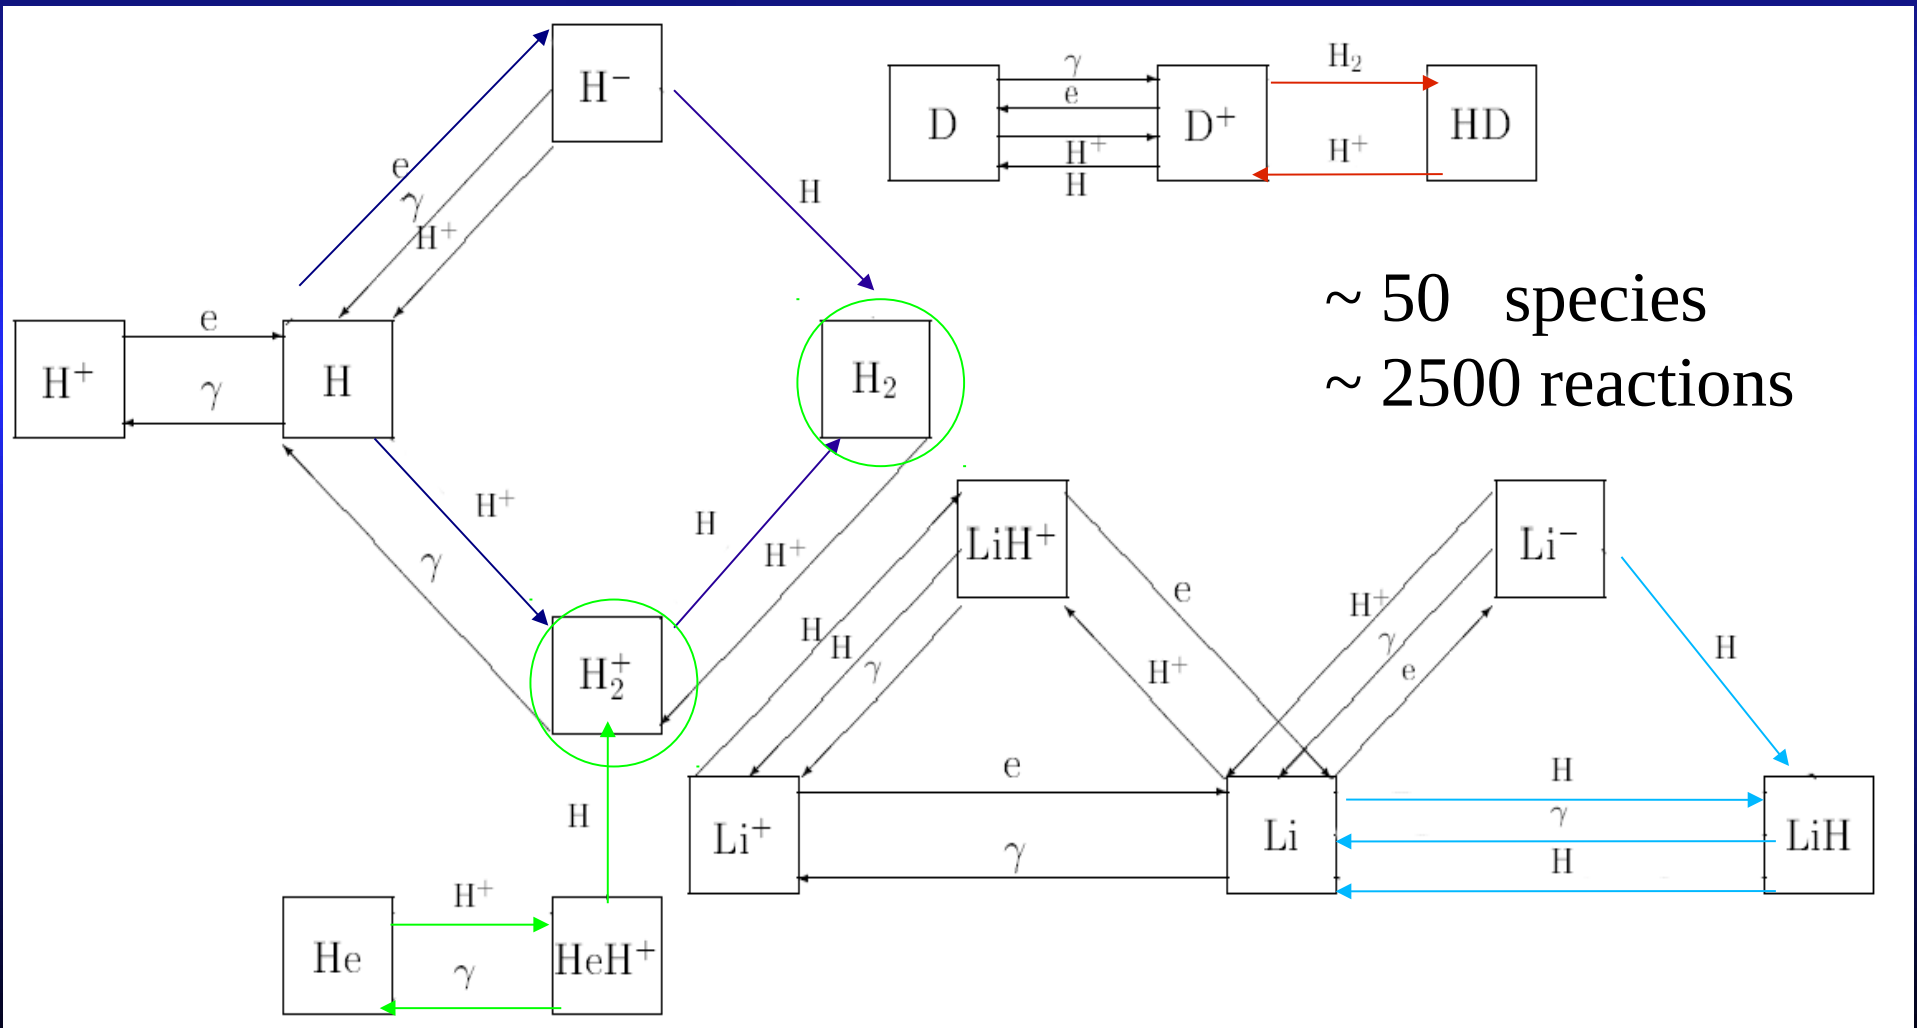 H⁻
γ
H₂
e
D
D⁺
HD
H⁺
H⁺
H
e
H
γ
H⁺
~ 50 species
~ 2500 reactions
e
H⁺
H
H₂
γ
H⁺
H
H⁺
γ
LiH⁺
Li⁻
e
H⁺
H
H
γ
H
γ
e
H⁺
H₂⁺
e
H
γ
H
Li⁺
Li
LiH
γ
H
H
H⁺
He
HeH⁺
γ